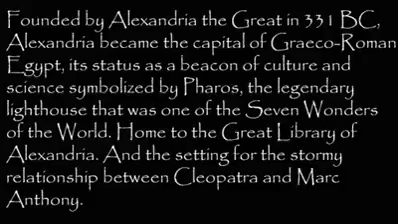 Founded by Alexandria the Great in 331 BC,
Alexandria became the capital of Graeco-Roman
Egypt, its status as a beacon of culture and
science symbolized by Pharos, the legendary
lighthouse that was one of the Seven Wonders
of the World. Home to the Great Library of
Alexandria. And the setting for the stormy
relationship between Cleopatra and Marc
Anthony.